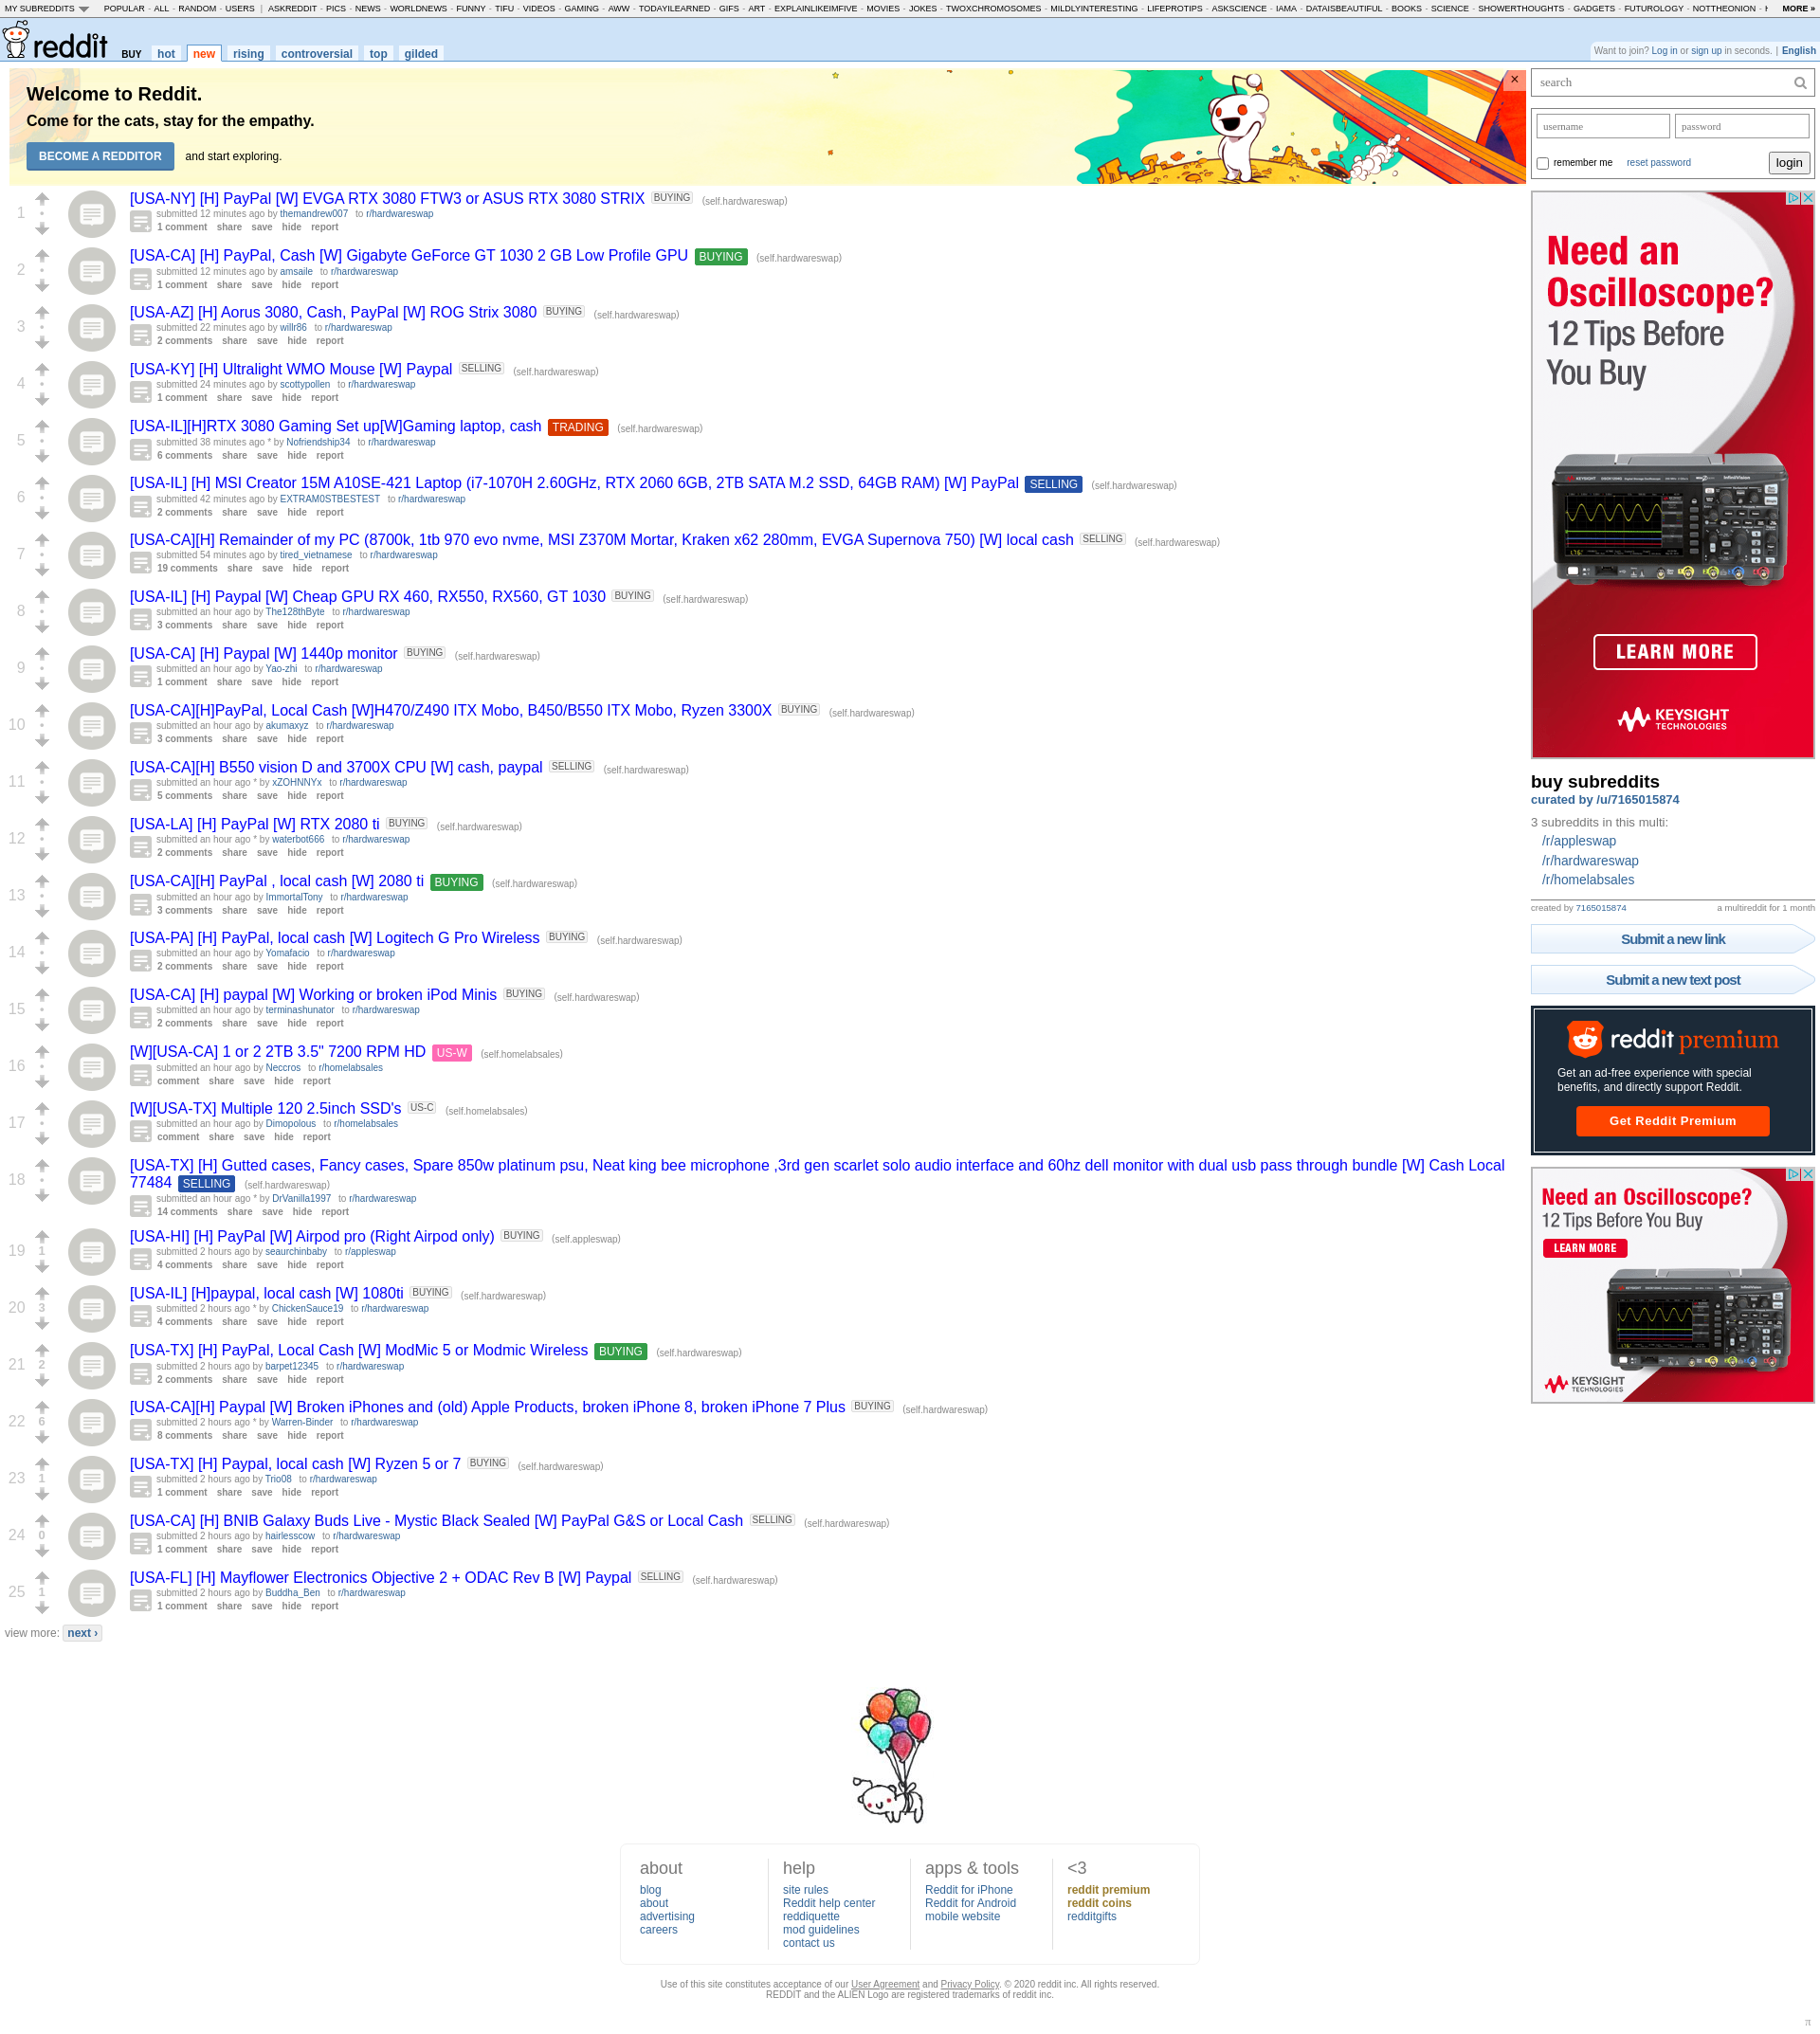 MY SUBREDDITS POPULAR - ALL - RANDOM - USERS | ASKREDDIT - PICS - NEWS - WORLDNEWS - FUNNY - TIFU - VIDEOS - GAMING - AWW - TODAYILEARNED - GIFS - ART - EXPLAINLIKEIMFIVE - MOVIES - JOKES - TWOXCHROMOSOMES - MILDLYINTERESTING - LIFEPROTIPS - ASKSCIENCE - IAMA - DATAISBEAUTIFUL - BOOKS - SCIENCE - SHOWERTHOUGHTS - GADGETS - FUTUROLOGY - NOTTHEONION - MORE »
reddit BUY hot new rising controversial top gilded
Want to join? Log in or sign up in seconds. | English
Welcome to Reddit.
Come for the cats, stay for the empathy.
BECOME A REDDITOR and start exploring.
×
1
[USA-NY] [H] PayPal [W] EVGA RTX 3080 FTW3 or ASUS RTX 3080 STRIX BUYING (self.hardwareswap)
submitted 12 minutes ago by themandrew007 to r/hardwareswap
1 comment share save hide report
2
[USA-CA] [H] PayPal, Cash [W] Gigabyte GeForce GT 1030 2 GB Low Profile GPU BUYING (self.hardwareswap)
submitted 12 minutes ago by amsaile to r/hardwareswap
1 comment share save hide report
3
[USA-AZ] [H] Aorus 3080, Cash, PayPal [W] ROG Strix 3080 BUYING (self.hardwareswap)
submitted 22 minutes ago by willr86 to r/hardwareswap
2 comments share save hide report
4
[USA-KY] [H] Ultralight WMO Mouse [W] Paypal SELLING (self.hardwareswap)
submitted 24 minutes ago by scottypollen to r/hardwareswap
1 comment share save hide report
5
[USA-IL][H]RTX 3080 Gaming Set up[W]Gaming laptop, cash TRADING (self.hardwareswap)
submitted 38 minutes ago * by Nofriendship34 to r/hardwareswap
6 comments share save hide report
6
[USA-IL] [H] MSI Creator 15M A10SE-421 Laptop (i7-1070H 2.60GHz, RTX 2060 6GB, 2TB SATA M.2 SSD, 64GB RAM) [W] PayPal SELLING (self.hardwareswap)
submitted 42 minutes ago by EXTRAM0STBESTEST to r/hardwareswap
2 comments share save hide report
7
[USA-CA][H] Remainder of my PC (8700k, 1tb 970 evo nvme, MSI Z370M Mortar, Kraken x62 280mm, EVGA Supernova 750) [W] local cash SELLING (self.hardwareswap)
submitted 54 minutes ago by tired_vietnamese to r/hardwareswap
19 comments share save hide report
8
[USA-IL] [H] Paypal [W] Cheap GPU RX 460, RX550, RX560, GT 1030 BUYING (self.hardwareswap)
submitted an hour ago by The128thByte to r/hardwareswap
3 comments share save hide report
9
[USA-CA] [H] Paypal [W] 1440p monitor BUYING (self.hardwareswap)
submitted an hour ago by Yao-zhi to r/hardwareswap
1 comment share save hide report
10
[USA-CA][H]PayPal, Local Cash [W]H470/Z490 ITX Mobo, B450/B550 ITX Mobo, Ryzen 3300X BUYING (self.hardwareswap)
submitted an hour ago by akumaxyz to r/hardwareswap
3 comments share save hide report
11
[USA-CA][H] B550 vision D and 3700X CPU [W] cash, paypal SELLING (self.hardwareswap)
submitted an hour ago * by xZOHNNYx to r/hardwareswap
5 comments share save hide report
12
[USA-LA] [H] PayPal [W] RTX 2080 ti BUYING (self.hardwareswap)
submitted an hour ago * by waterbot666 to r/hardwareswap
2 comments share save hide report
13
[USA-CA][H] PayPal , local cash [W] 2080 ti BUYING (self.hardwareswap)
submitted an hour ago by ImmortalTony to r/hardwareswap
3 comments share save hide report
14
[USA-PA] [H] PayPal, local cash [W] Logitech G Pro Wireless BUYING (self.hardwareswap)
submitted an hour ago by Yomafacio to r/hardwareswap
2 comments share save hide report
15
[USA-CA] [H] paypal [W] Working or broken iPod Minis BUYING (self.hardwareswap)
submitted an hour ago by terminashunator to r/hardwareswap
2 comments share save hide report
16
[W][USA-CA] 1 or 2 2TB 3.5" 7200 RPM HD US-W (self.homelabsales)
submitted an hour ago by Neccros to r/homelabsales
comment share save hide report
17
[W][USA-TX] Multiple 120 2.5inch SSD's US-C (self.homelabsales)
submitted an hour ago by Dimopolous to r/homelabsales
comment share save hide report
18
[USA-TX] [H] Gutted cases, Fancy cases, Spare 850w platinum psu, Neat king bee microphone ,3rd gen scarlet solo audio interface and 60hz dell monitor with dual usb pass through bundle [W] Cash Local
77484 SELLING (self.hardwareswap)
submitted an hour ago * by DrVanilla1997 to r/hardwareswap
14 comments share save hide report
19 1
[USA-HI] [H] PayPal [W] Airpod pro (Right Airpod only) BUYING (self.appleswap)
submitted 2 hours ago by seaurchinbaby to r/appleswap
4 comments share save hide report
20 3
[USA-IL] [H]paypal, local cash [W] 1080ti BUYING (self.hardwareswap)
submitted 2 hours ago * by ChickenSauce19 to r/hardwareswap
4 comments share save hide report
21 2
[USA-TX] [H] PayPal, Local Cash [W] ModMic 5 or Modmic Wireless BUYING (self.hardwareswap)
submitted 2 hours ago by barpet12345 to r/hardwareswap
2 comments share save hide report
22 6
[USA-CA][H] Paypal [W] Broken iPhones and (old) Apple Products, broken iPhone 8, broken iPhone 7 Plus BUYING (self.hardwareswap)
submitted 2 hours ago * by Warren-Binder to r/hardwareswap
8 comments share save hide report
23 1
[USA-TX] [H] Paypal, local cash [W] Ryzen 5 or 7 BUYING (self.hardwareswap)
submitted 2 hours ago by Trio08 to r/hardwareswap
1 comment share save hide report
24 0
[USA-CA] [H] BNIB Galaxy Buds Live - Mystic Black Sealed [W] PayPal G&S or Local Cash SELLING (self.hardwareswap)
submitted 2 hours ago by hairlesscow to r/hardwareswap
1 comment share save hide report
25 1
[USA-FL] [H] Mayflower Electronics Objective 2 + ODAC Rev B [W] Paypal SELLING (self.hardwareswap)
submitted 2 hours ago by Buddha_Ben to r/hardwareswap
1 comment share save hide report
view more: next ›
search
username password
remember me reset password login
Need an
Oscilloscope?
12 Tips Before
You Buy
LEARN MORE
KEYSIGHT
TECHNOLOGIES
buy subreddits
curated by /u/7165015874
3 subreddits in this multi:
/r/appleswap
/r/hardwareswap
/r/homelabsales
created by 7165015874 a multireddit for 1 month
Submit a new link
Submit a new text post
reddit premium
Get an ad-free experience with special
benefits, and directly support Reddit.
Get Reddit Premium
Need an Oscilloscope?
12 Tips Before You Buy
LEARN MORE
KEYSIGHT
TECHNOLOGIES
about
blog
about
advertising
careers
help
site rules
Reddit help center
reddiquette
mod guidelines
contact us
apps & tools
Reddit for iPhone
Reddit for Android
mobile website
<3
reddit premium
reddit coins
redditgifts
Use of this site constitutes acceptance of our User Agreement and Privacy Policy. © 2020 reddit inc. All rights reserved.
REDDIT and the ALIEN Logo are registered trademarks of reddit inc.
π